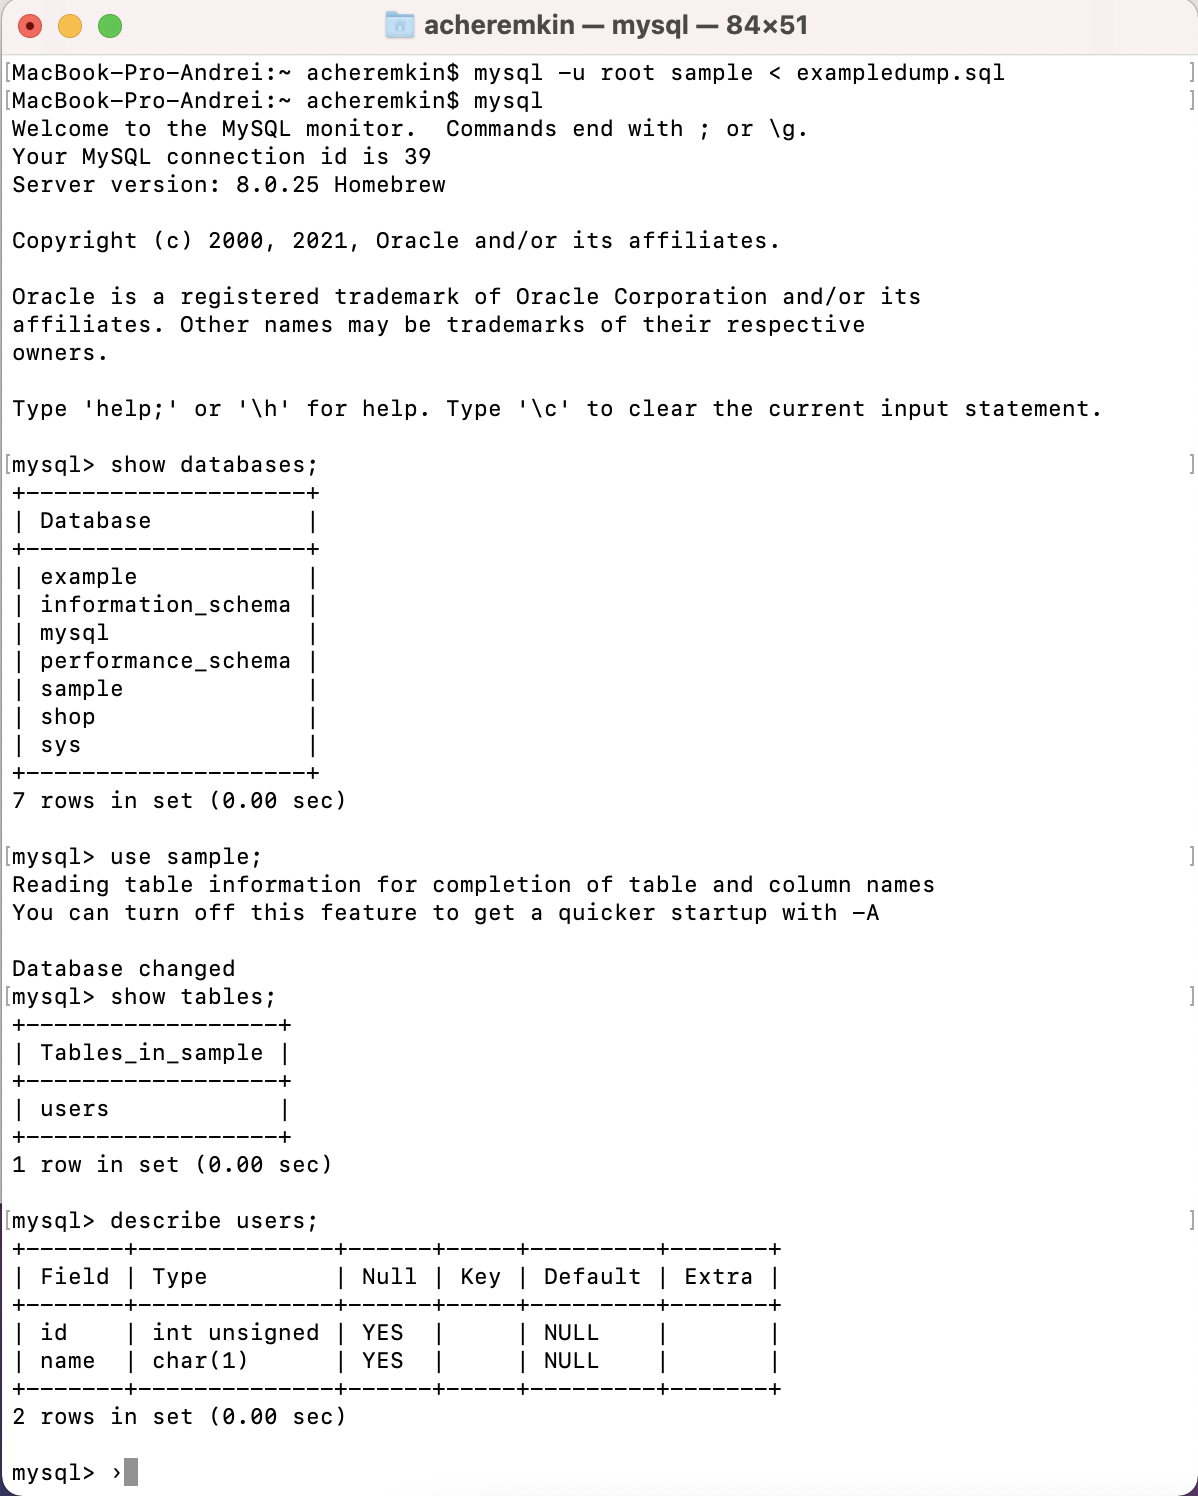 acheremkin — mysql — 84×51
[MacBook-Pro-Andrei:~ acheremkin$ mysql -u root sample < exampledump.sql ]
[MacBook-Pro-Andrei:~ acheremkin$ mysql ]
Welcome to the MySQL monitor.  Commands end with ; or \g.
Your MySQL connection id is 39
Server version: 8.0.25 Homebrew

Copyright (c) 2000, 2021, Oracle and/or its affiliates.

Oracle is a registered trademark of Oracle Corporation and/or its
affiliates. Other names may be trademarks of their respective
owners.

Type 'help;' or '\h' for help. Type '\c' to clear the current input statement.

[mysql> show databases; ]
+--------------------+
| Database           |
+--------------------+
| example            |
| information_schema |
| mysql              |
| performance_schema |
| sample             |
| shop               |
| sys                |
+--------------------+
7 rows in set (0.00 sec)

[mysql> use sample; ]
Reading table information for completion of table and column names
You can turn off this feature to get a quicker startup with -A

Database changed
[mysql> show tables; ]
+------------------+
| Tables_in_sample |
+------------------+
| users            |
+------------------+
1 row in set (0.00 sec)

[mysql> describe users; ]
+-------+--------------+------+-----+---------+-------+
| Field | Type         | Null | Key | Default | Extra |
+-------+--------------+------+-----+---------+-------+
| id    | int unsigned | YES  |     | NULL    |       |
| name  | char(1)      | YES  |     | NULL    |       |
+-------+--------------+------+-----+---------+-------+
2 rows in set (0.00 sec)

mysql> ›